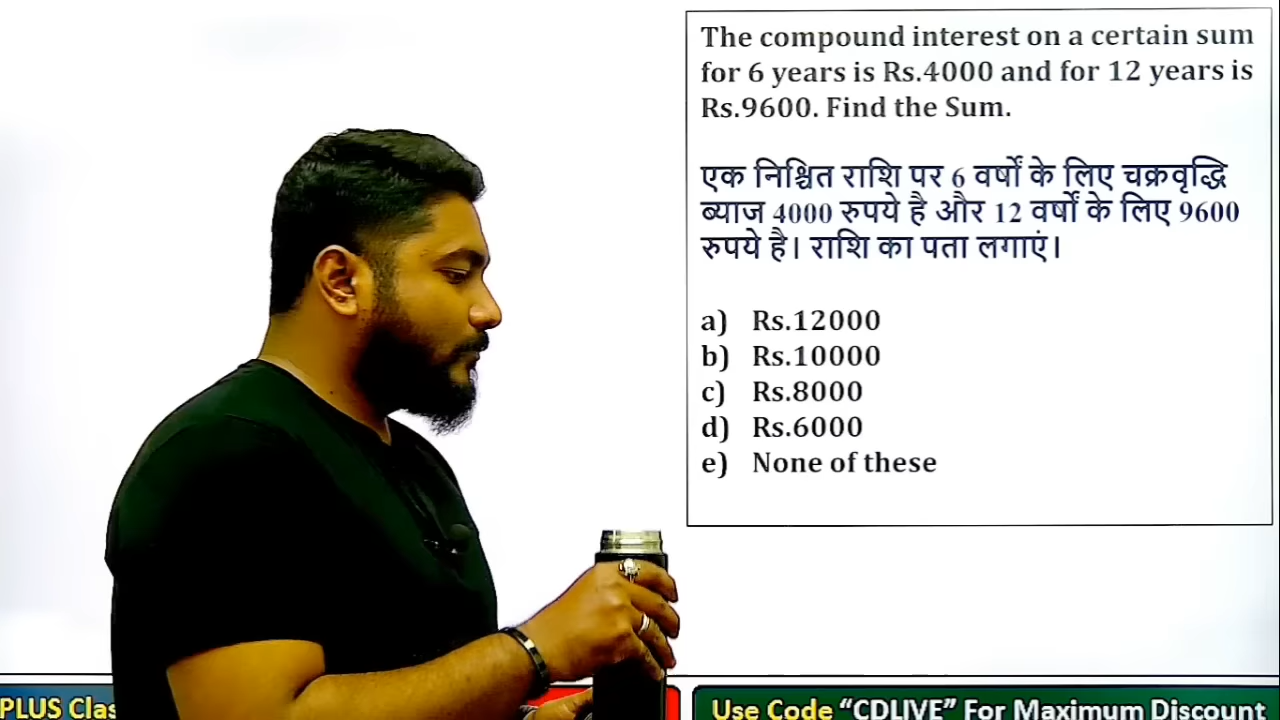 The compound interest on a certain sum
for 6 years is Rs.4000 and for 12 years is
Rs.9600. Find the Sum.
एक निश्चित राशि पर 6 वर्षों के लिए चक्रवृद्धि
ब्याज 4000 रुपये है और 12 वर्षों के लिए 9600
रुपये है। राशि का पता लगाएं।
a) Rs.12000
b) Rs.10000
c) Rs.8000
d) Rs.6000
e) None of these
PLUS
Use Code “CDLIVE” For Maximum Discount